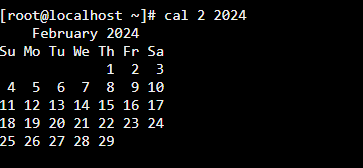 [root@localhost ~]# cal 2 2024
    February 2024
Su Mo Tu We Th Fr Sa
             1  2  3
 4  5  6  7  8  9 10
11 12 13 14 15 16 17
18 19 20 21 22 23 24
25 26 27 28 29